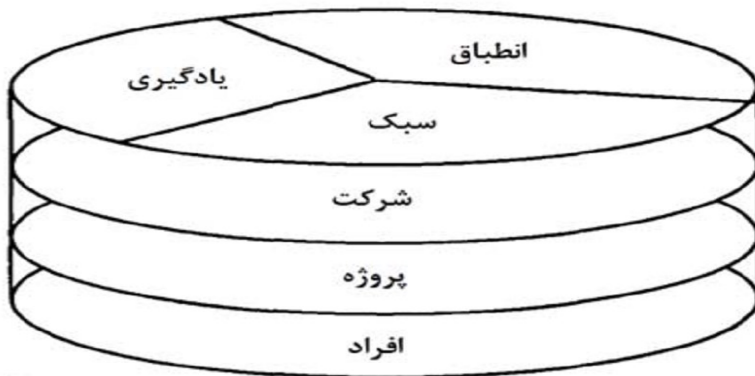 انطباق
یادگیری
سبک
شرکت
پروژه
افراد